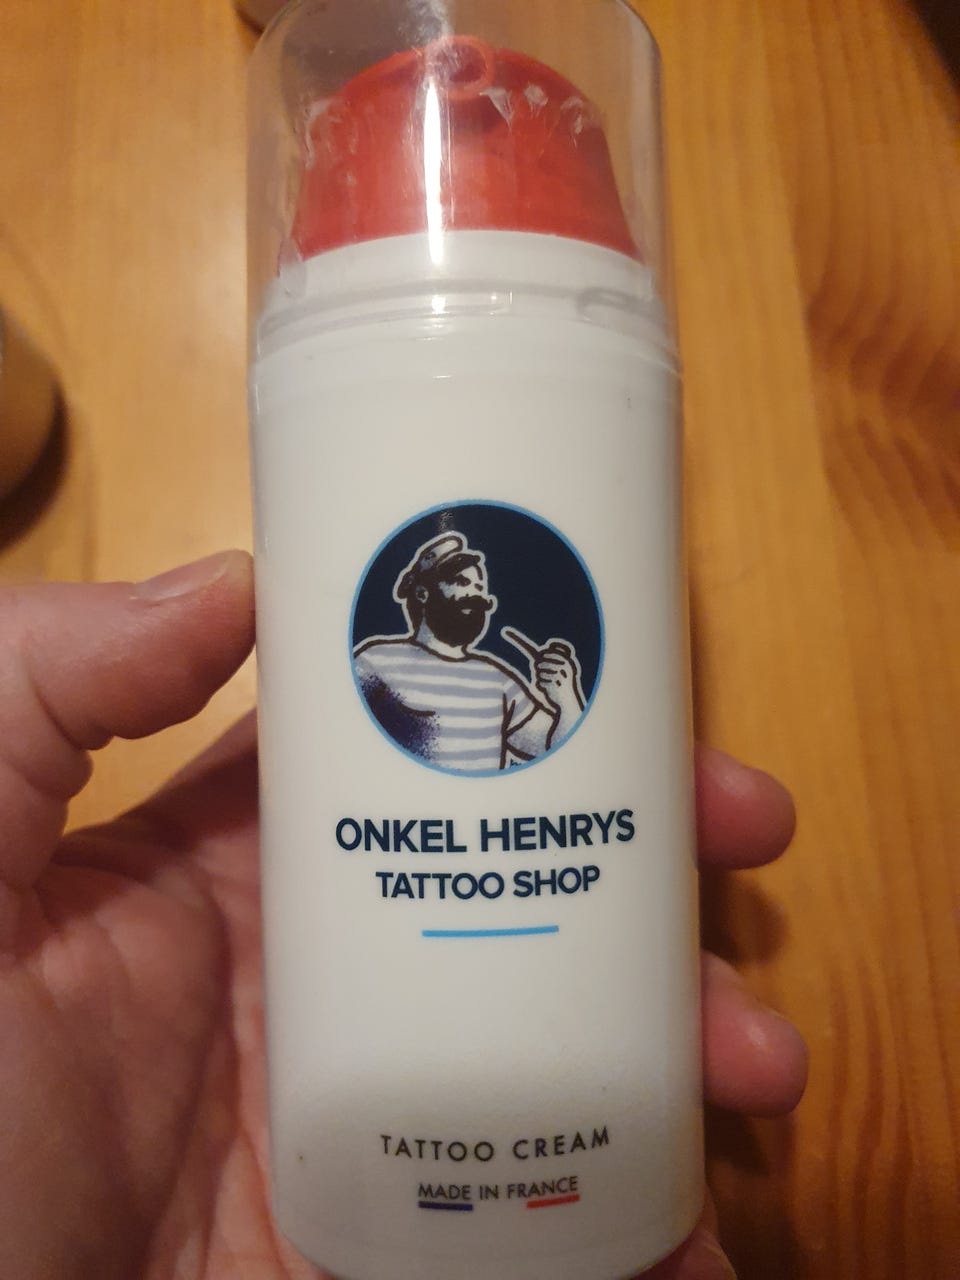 ONKEL HENRYS
TATTOO SHOP
TATTOO CREAM
MADE IN FRANCE